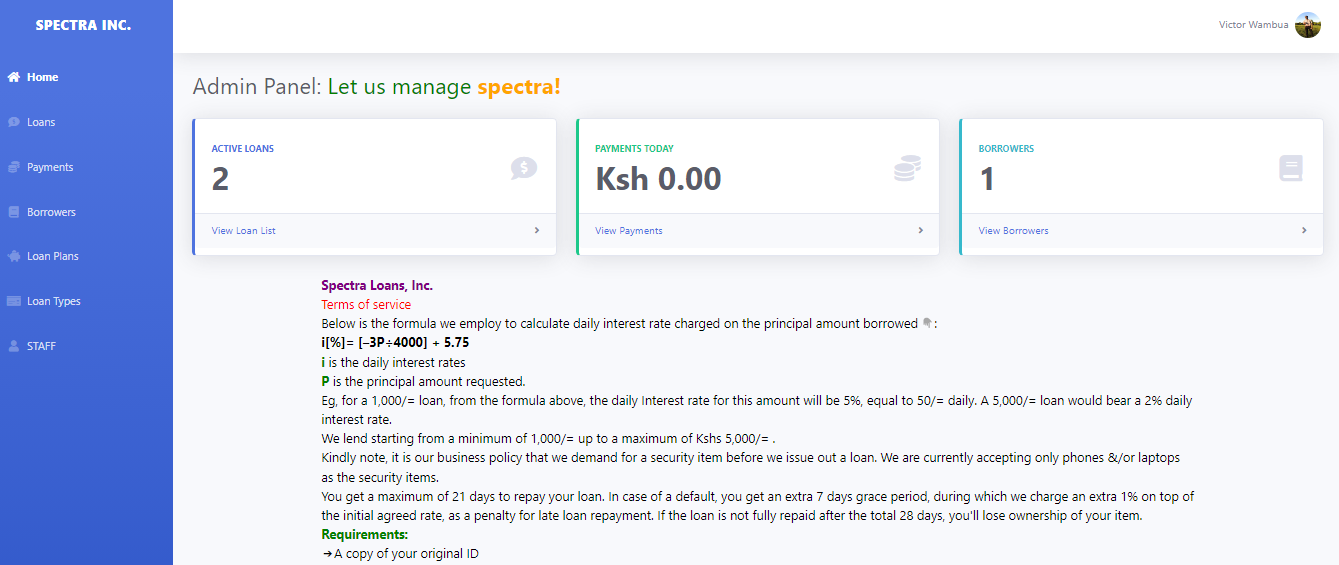 SPECTRA INC.
Victor Wambua
Home
Loans
Payments
Borrowers
Loan Plans
Loan Types
STAFF
Admin Panel: Let us manage spectra!
ACTIVE LOANS
2
View Loan List
PAYMENTS TODAY
Ksh 0.00
View Payments
BORROWERS
1
View Borrowers
Spectra Loans, Inc.
Terms of service
Below is the formula we employ to calculate daily interest rate charged on the principal amount borrowed 👇:
i[%]= [–3P÷4000] + 5.75
i is the daily interest rates
P is the principal amount requested.
Eg, for a 1,000/= loan, from the formula above, the daily Interest rate for this amount will be 5%, equal to 50/= daily. A 5,000/= loan would bear a 2% daily
interest rate.
We lend starting from a minimum of 1,000/= up to a maximum of Kshs 5,000/= .
Kindly note, it is our business policy that we demand for a security item before we issue out a loan. We are currently accepting only phones &/or laptops
as the security items.
You get a maximum of 21 days to repay your loan. In case of a default, you get an extra 7 days grace period, during which we charge an extra 1% on top of
the initial agreed rate, as a penalty for late loan repayment. If the loan is not fully repaid after the total 28 days, you'll lose ownership of your item.
Requirements:
➔A copy of your original ID